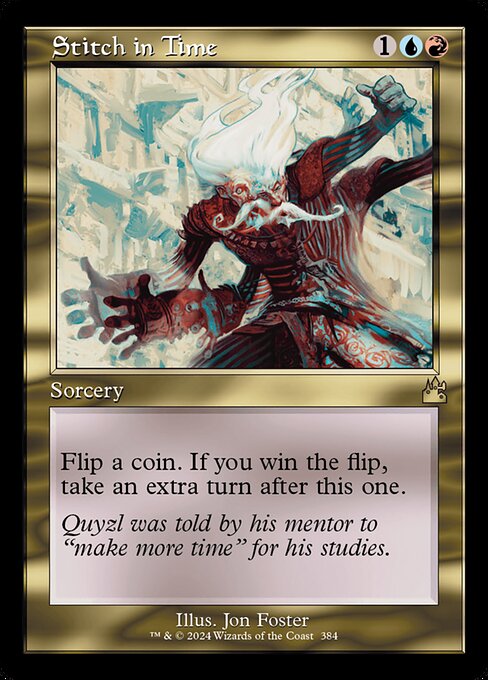 Stitch in Time 1
Sorcery
Flip a coin. If you win the flip,
take an extra turn after this one.
Quyzl was told by his mentor to
“make more time” for his studies.
Illus. Jon Foster
™ & © 2024 Wizards of the Coast 384